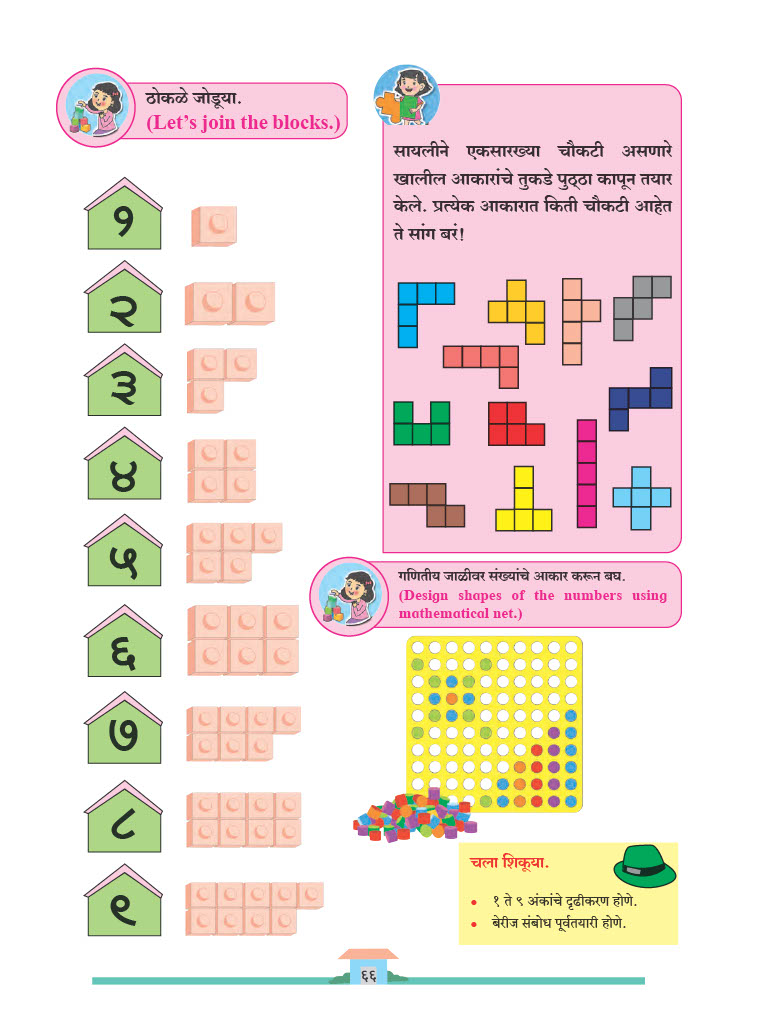 ठोकळे जोडूया.
(Let's join the blocks.)
१
२
३
४
५
६
७
८
९
सायलीने एकसारख्या चौकटी असणारे
खालील आकारांचे तुकडे पुठ्ठा कापून तयार
केले. प्रत्येक आकारात किती चौकटी आहेत
ते सांग बरं!
गणितीय जाळीवर संख्यांचे आकार करून बघ.
(Design shapes of the numbers using
mathematical net.)
चला शिकूया.
• १ ते ९ अंकांचे दृढीकरण होणे.
• बेरीज संबोध पूर्वतयारी होणे.
६६